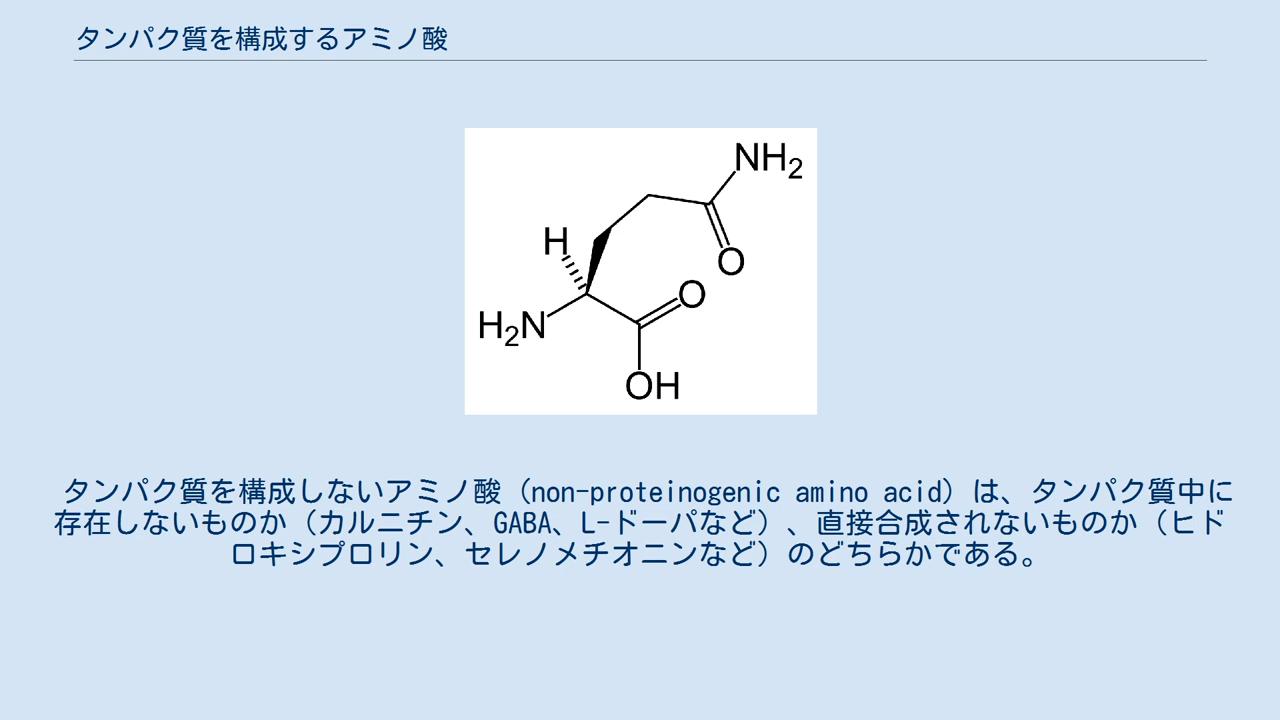 タンパク質を構成するアミノ酸
NH2
H
O
O
H2N
OH
タンパク質を構成しないアミノ酸（non-proteinogenic amino acid）は、タンパク質中に
存在しないものか（カルニチン、GABA、L-ドーパなど）、直接合成されないものか（ヒド
ロキシプロリン、セレノメチオニンなど）のどちらかである。